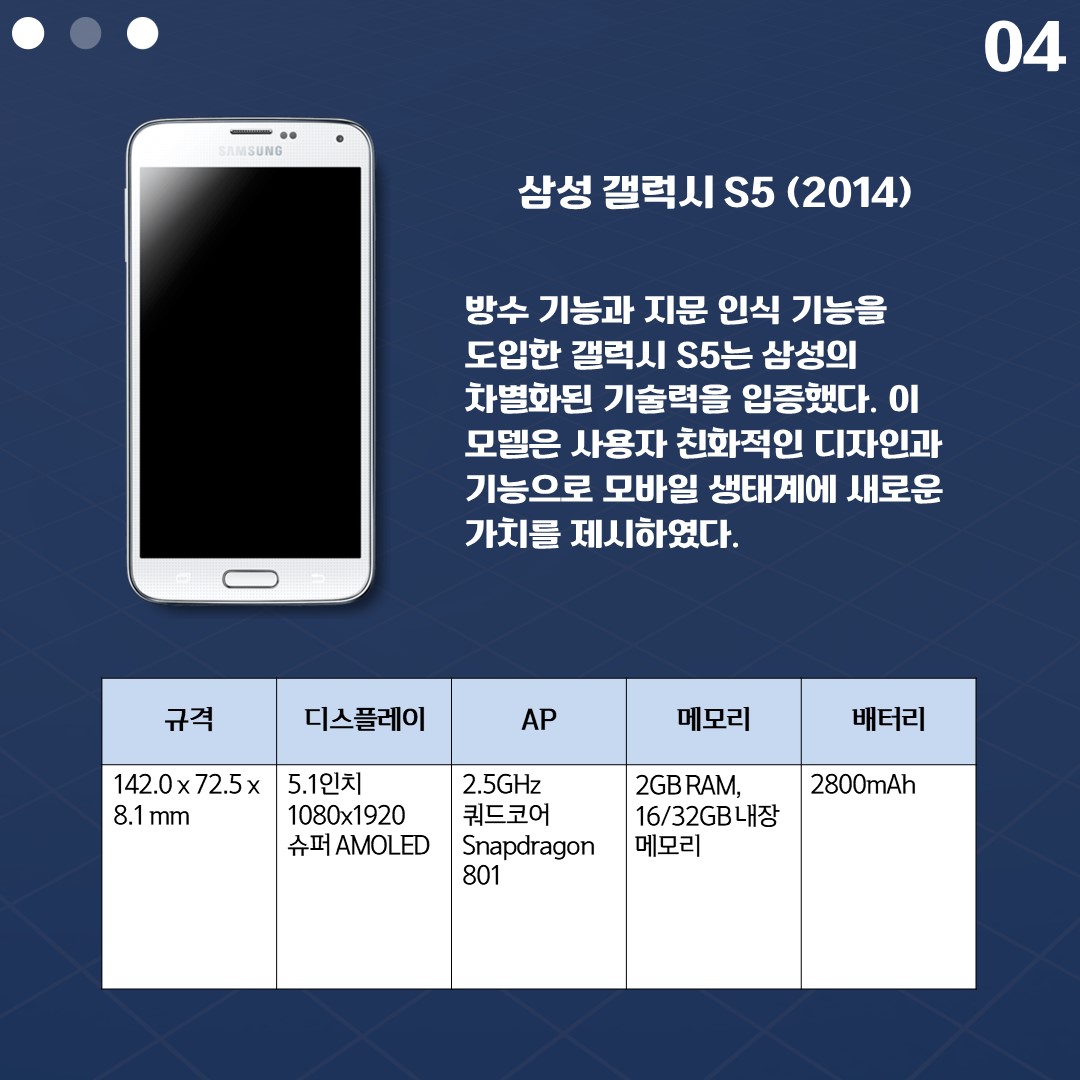 04
SAMSUNG
삼성 갤럭시 S5 (2014)
방수 기능과 지문 인식 기능을
도입한 갤럭시 S5는 삼성의
차별화된 기술력을 입증했다. 이
모델은 사용자 친화적인 디자인과
기능으로 모바일 생태계에 새로운
가치를 제시하였다.
규격
디스플레이
AP
메모리
배터리
142.0 x 72.5 x
8.1 mm
5.1인치
1080x1920
슈퍼 AMOLED
2.5GHz
쿼드코어
Snapdragon
801
2GB RAM,
16/32GB 내장
메모리
2800mAh